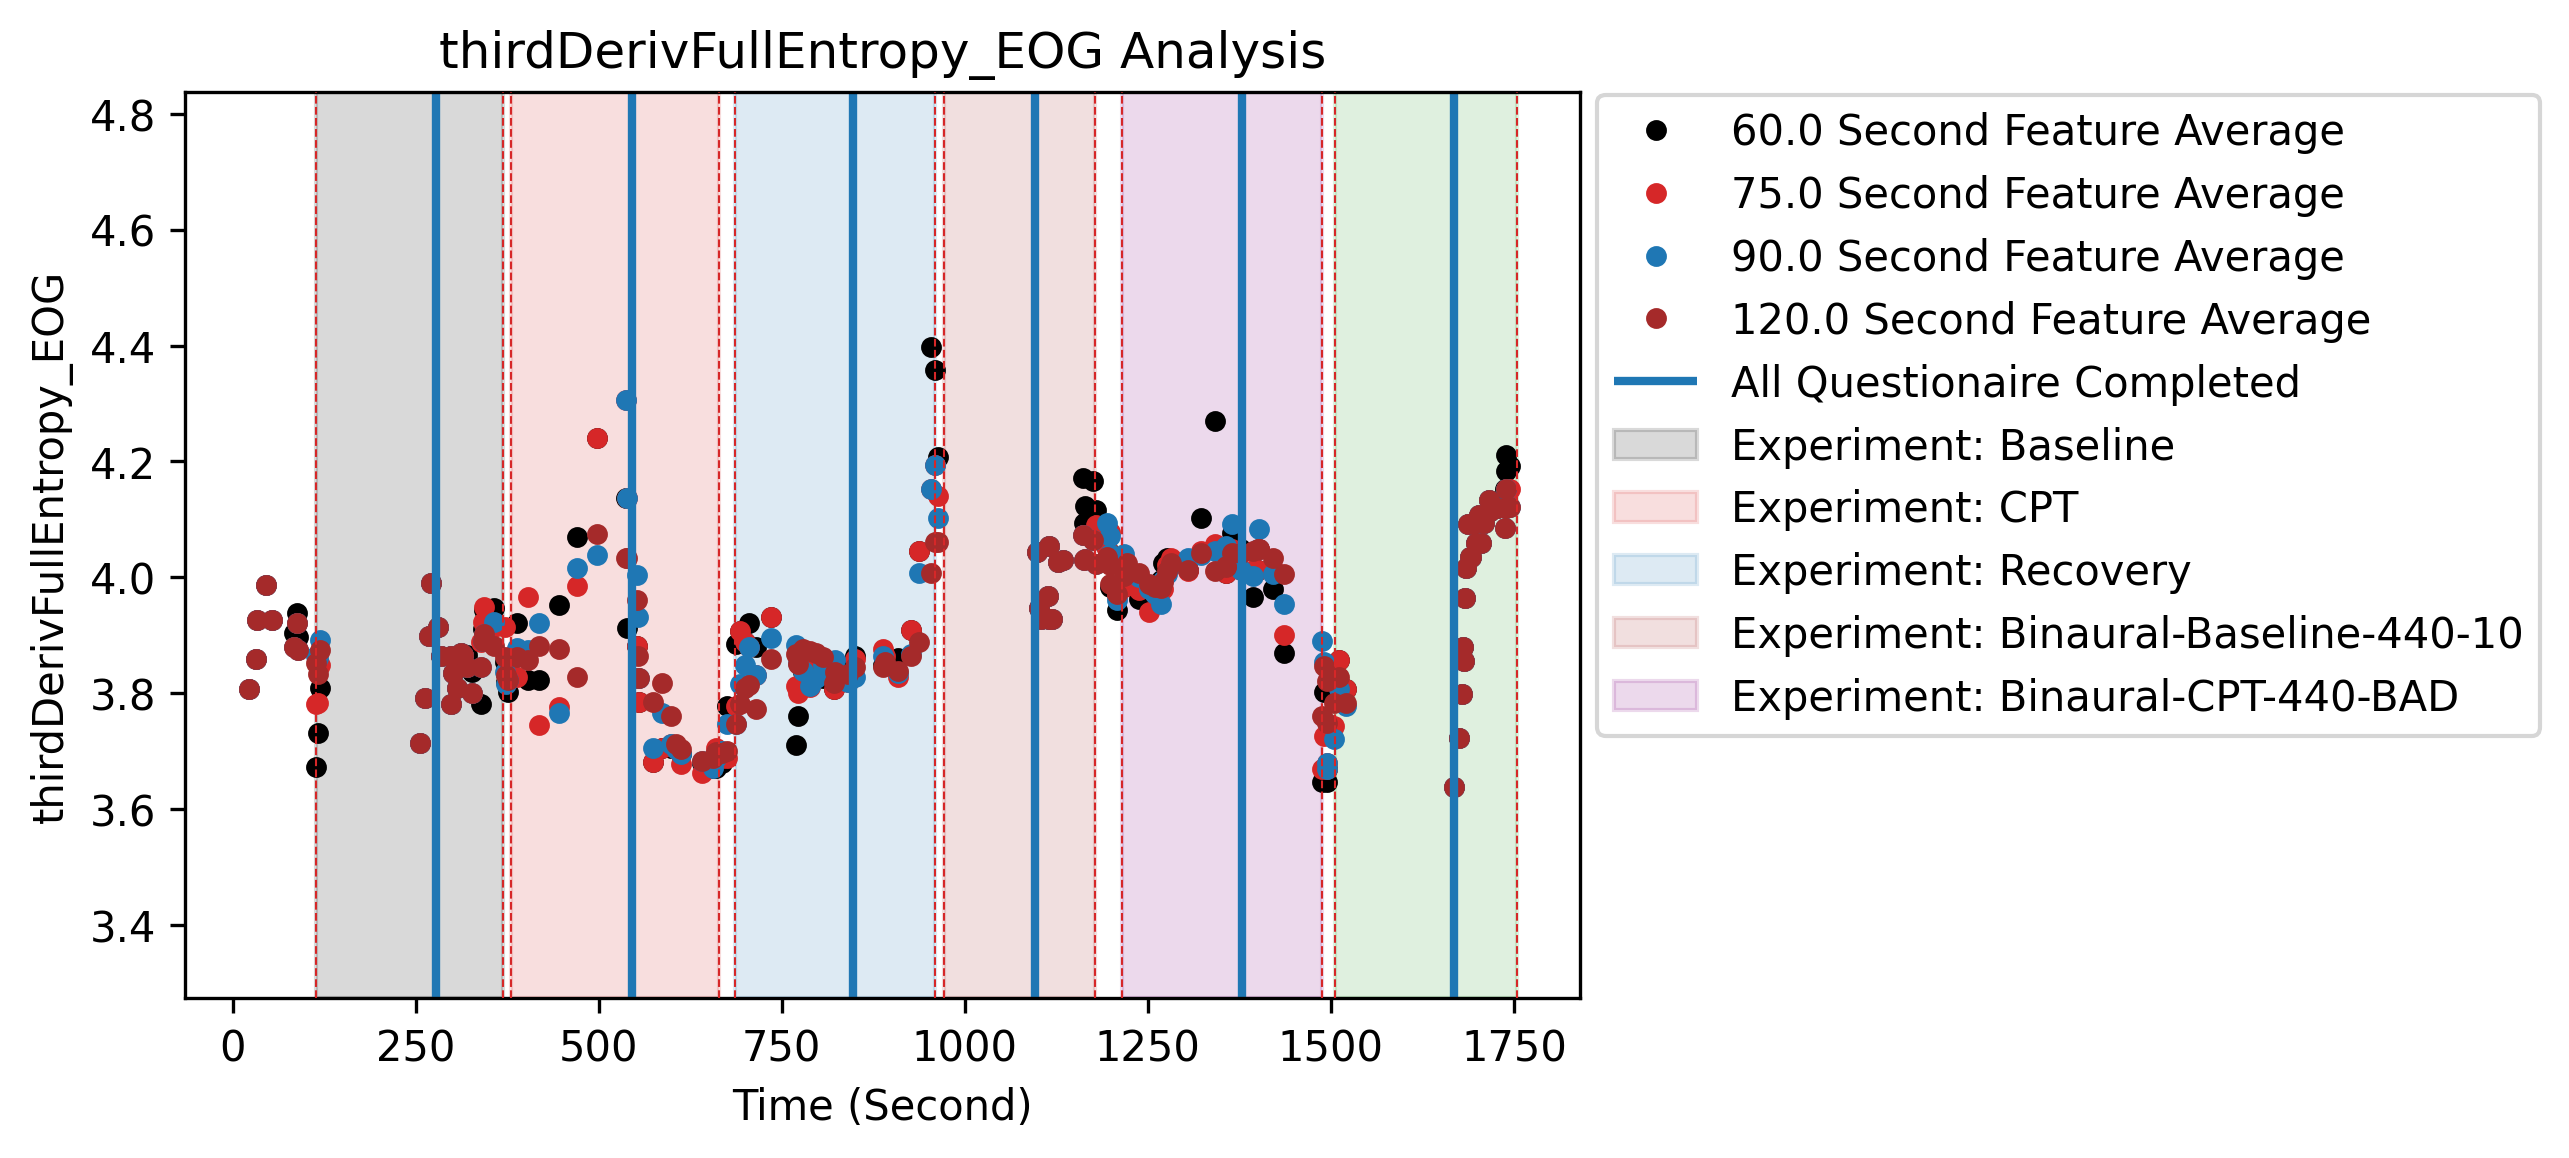 thirdDerivFullEntropy_EOG Analysis
thirdDerivFullEntropy_EOG
4.8
4.6
4.4
4.2
4.0
3.8
3.6
3.4
0 250 500 750 1000 1250 1500 1750
Time (Second)
60.0 Second Feature Average
75.0 Second Feature Average
90.0 Second Feature Average
120.0 Second Feature Average
All Questionaire Completed
Experiment: Baseline
Experiment: CPT
Experiment: Recovery
Experiment: Binaural-Baseline-440-10
Experiment: Binaural-CPT-440-BAD